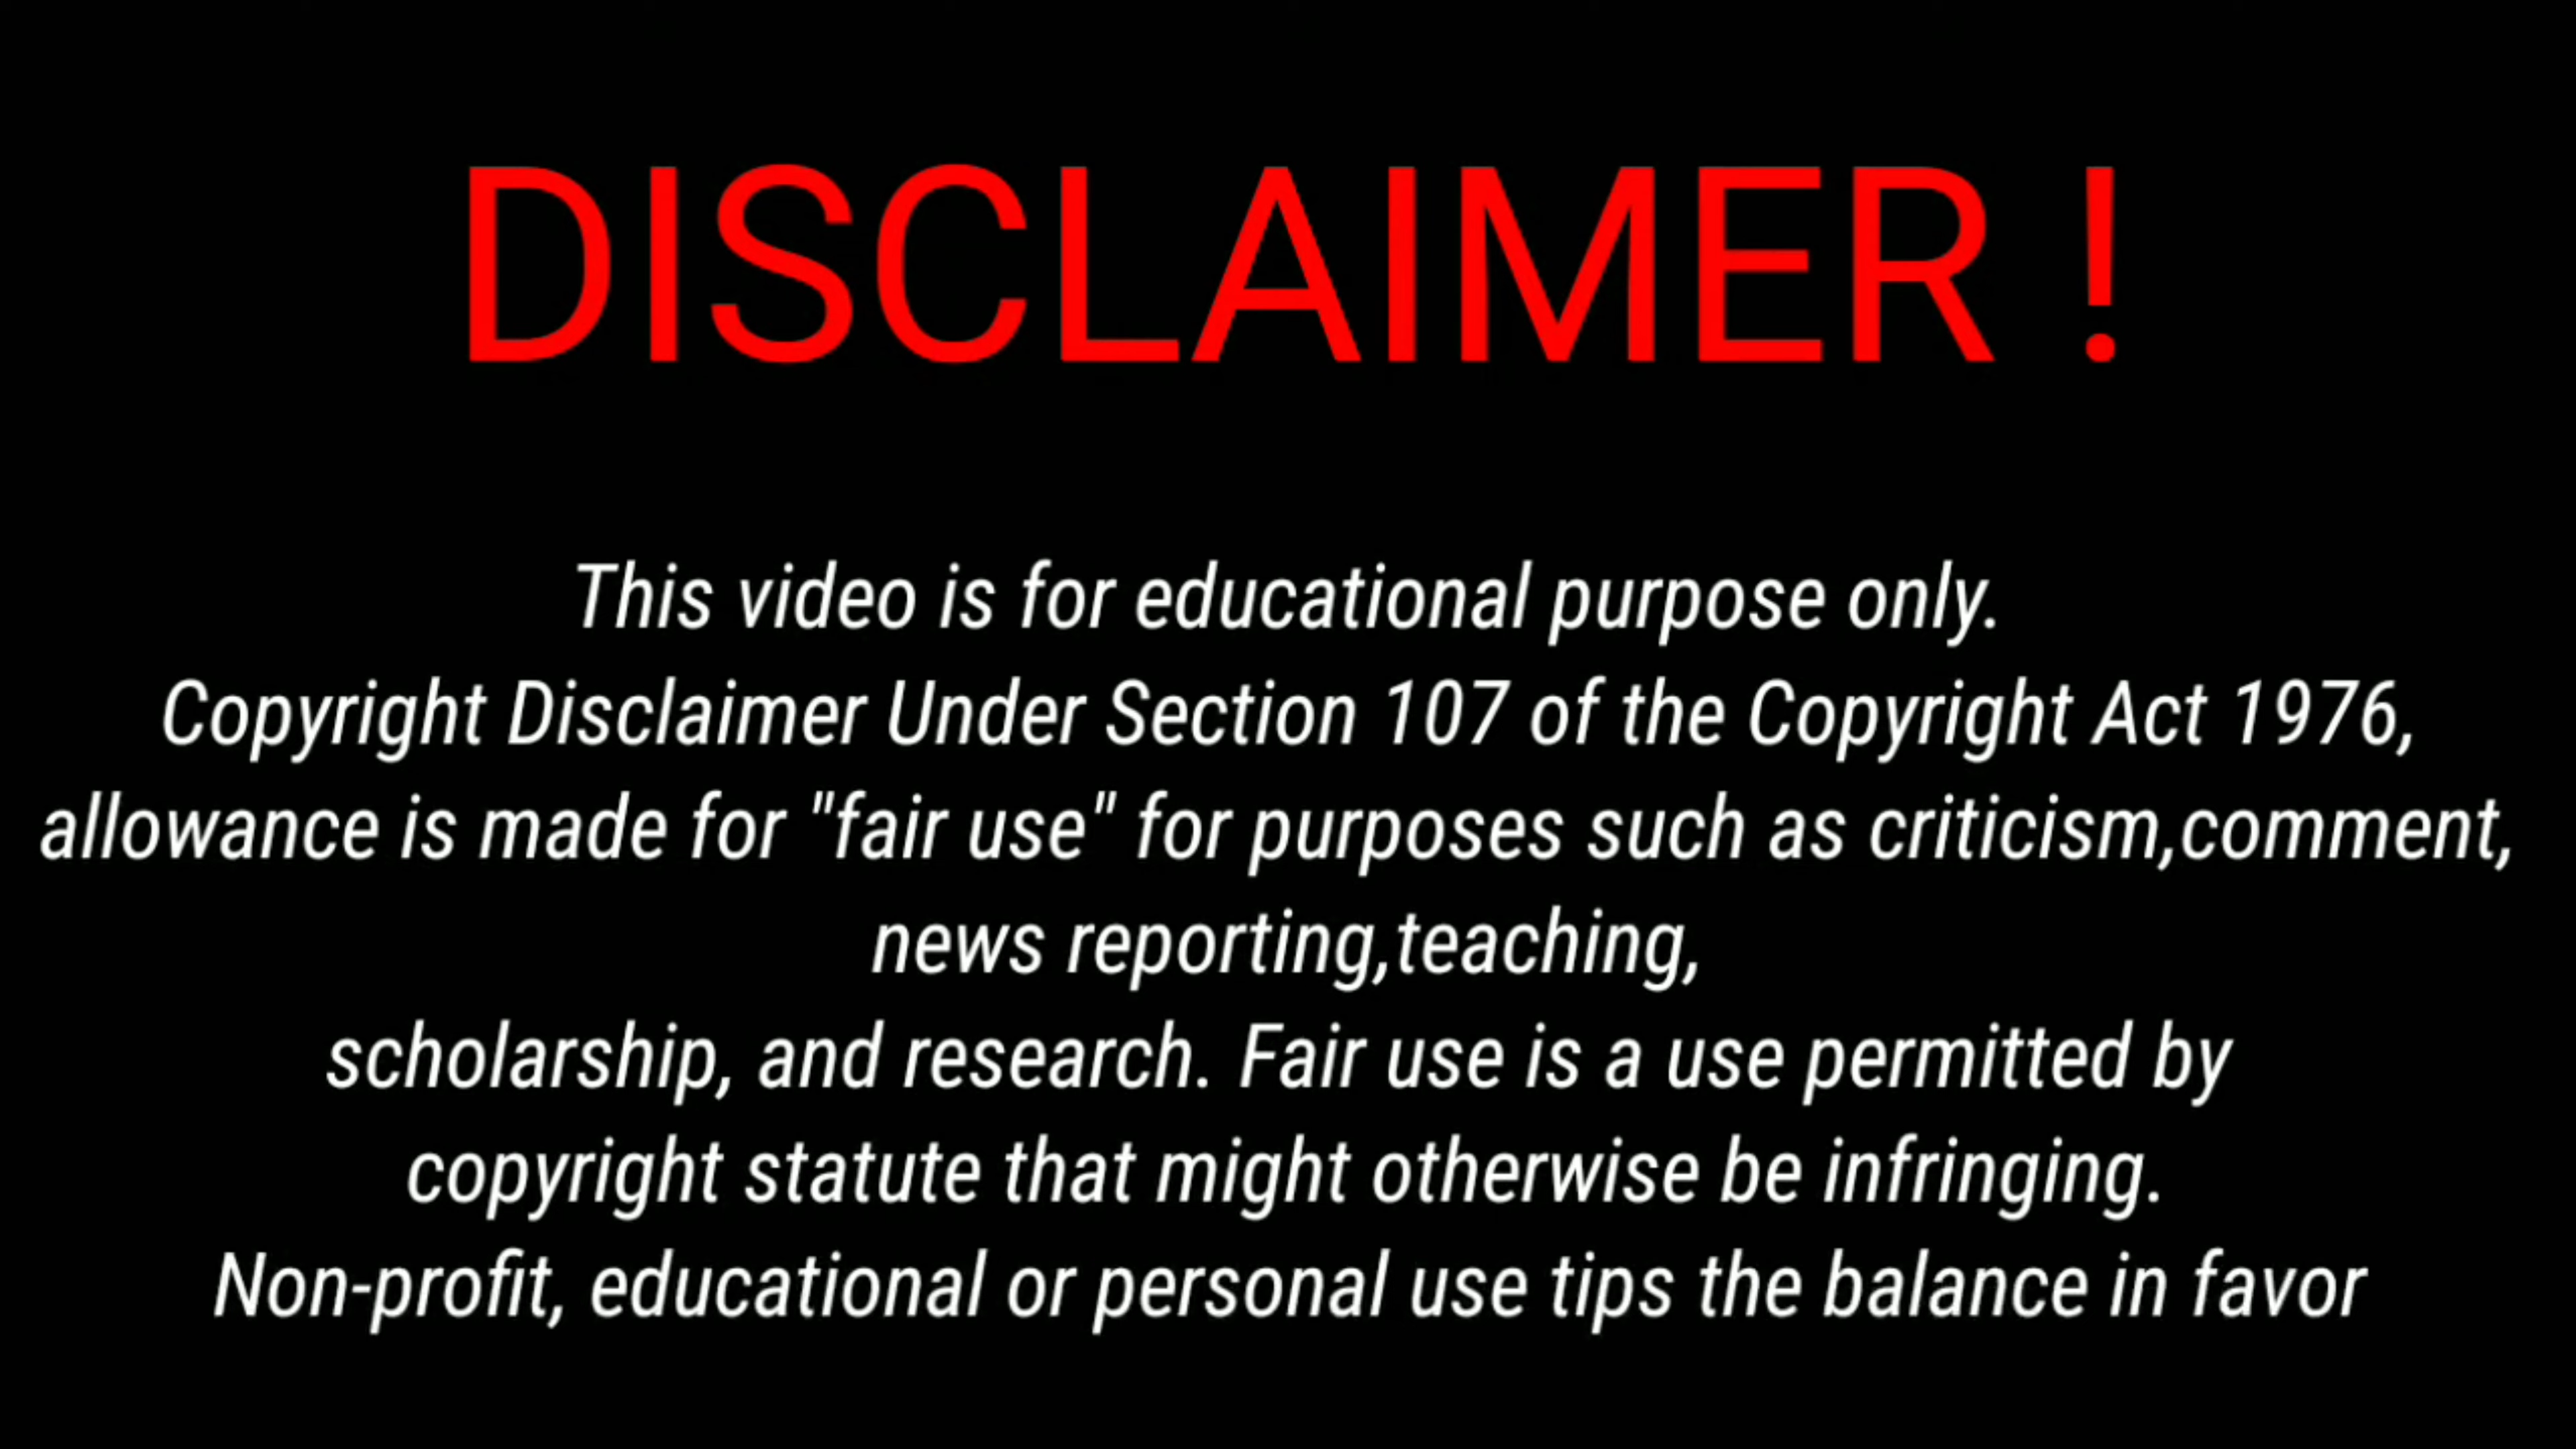 DISCLAIMER !
This video is for educational purpose only.
Copyright Disclaimer Under Section 107 of the Copyright Act 1976,
allowance is made for "fair use" for purposes such as criticism,comment,
news reporting,teaching,
scholarship, and research. Fair use is a use permitted by
copyright statute that might otherwise be infringing.
Non-profit, educational or personal use tips the balance in favor